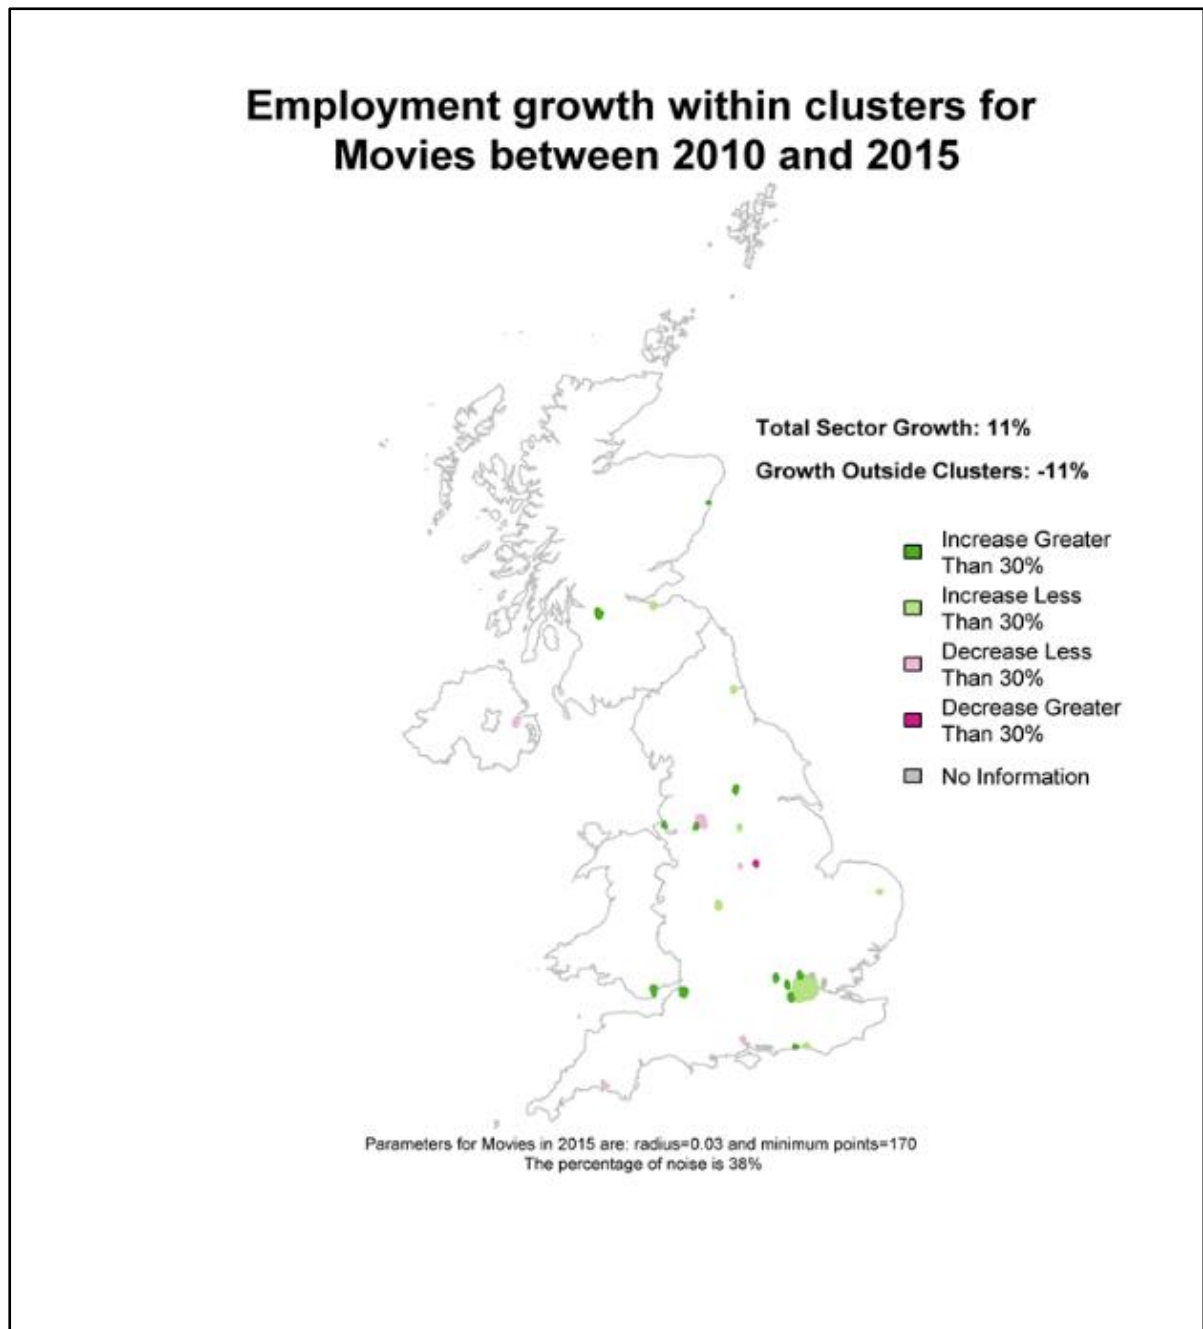 Employment growth within clusters for
Movies between 2010 and 2015
Total Sector Growth: 11%
Growth Outside Clusters: -11%
Increase Greater
Than 30%
Increase Less
Than 30%
Decrease Less
Than 30%
Decrease Greater
Than 30%
No Information
Parameters for Movies in 2015 are: radius=0.03 and minimum points=170
The percentage of noise is 38%